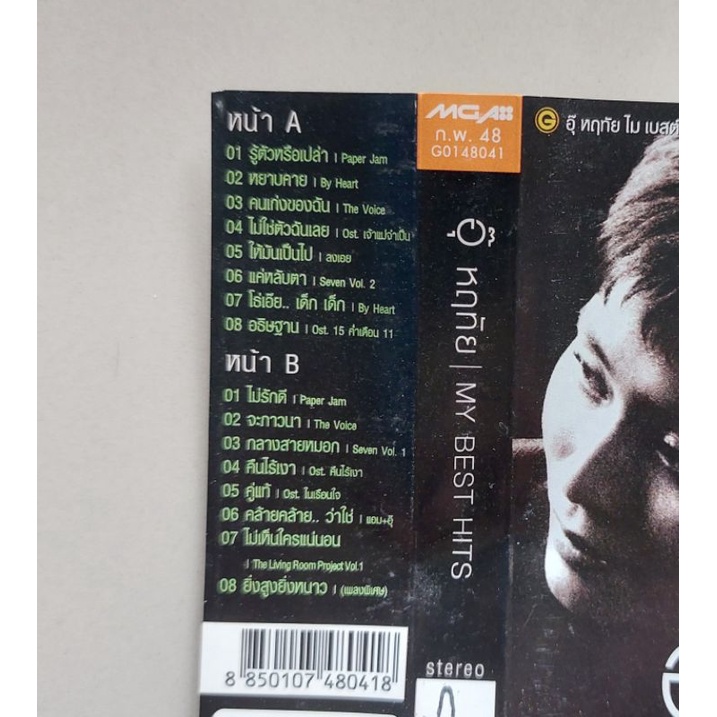 หน้า A
01 รู้ตัวหรือเปล่า | Paper Jam
02 หยาบคาย | By Heart
03 คนเก่งของฉัน | The Voice
04 ไม่ใช่ตัวฉันเลย | Ost. เจ้าแม่จำเป็น
05 ให้มันเป็นไป | ลงเอย
06 แค่หลับตา | Seven Vol. 2
07 โธ่เอ๊ย.. เด็ก เด็ก | By Heart
08 อธิษฐาน | Ost. 15 ค่ำเดือน 11
หน้า B
01 ไม่รักดี | Paper Jam
02 จะภาวนา | The Voice
03 กลางสายหมอก | Seven Vol. 1
04 คืนไร้เงา | Ost. คืนไร้เงา
05 คู่แท้ | Ost. ในเรือนใจ
06 คล้ายคล้าย.. ว่าใช่ | แอม+อุ๊
07 ไม่เห็นใครแน่นอน
| The Living Room Project Vol.1
08 ยิ่งสูงยิ่งหนาว | (เพลงพิเศษ)
8 850107 480418
MGA
ก.พ. 48
G0148041
อุ๊ หฤทัย | MY BEST HITS
stereo
G อุ๊ หฤทัย ไม เบสต์